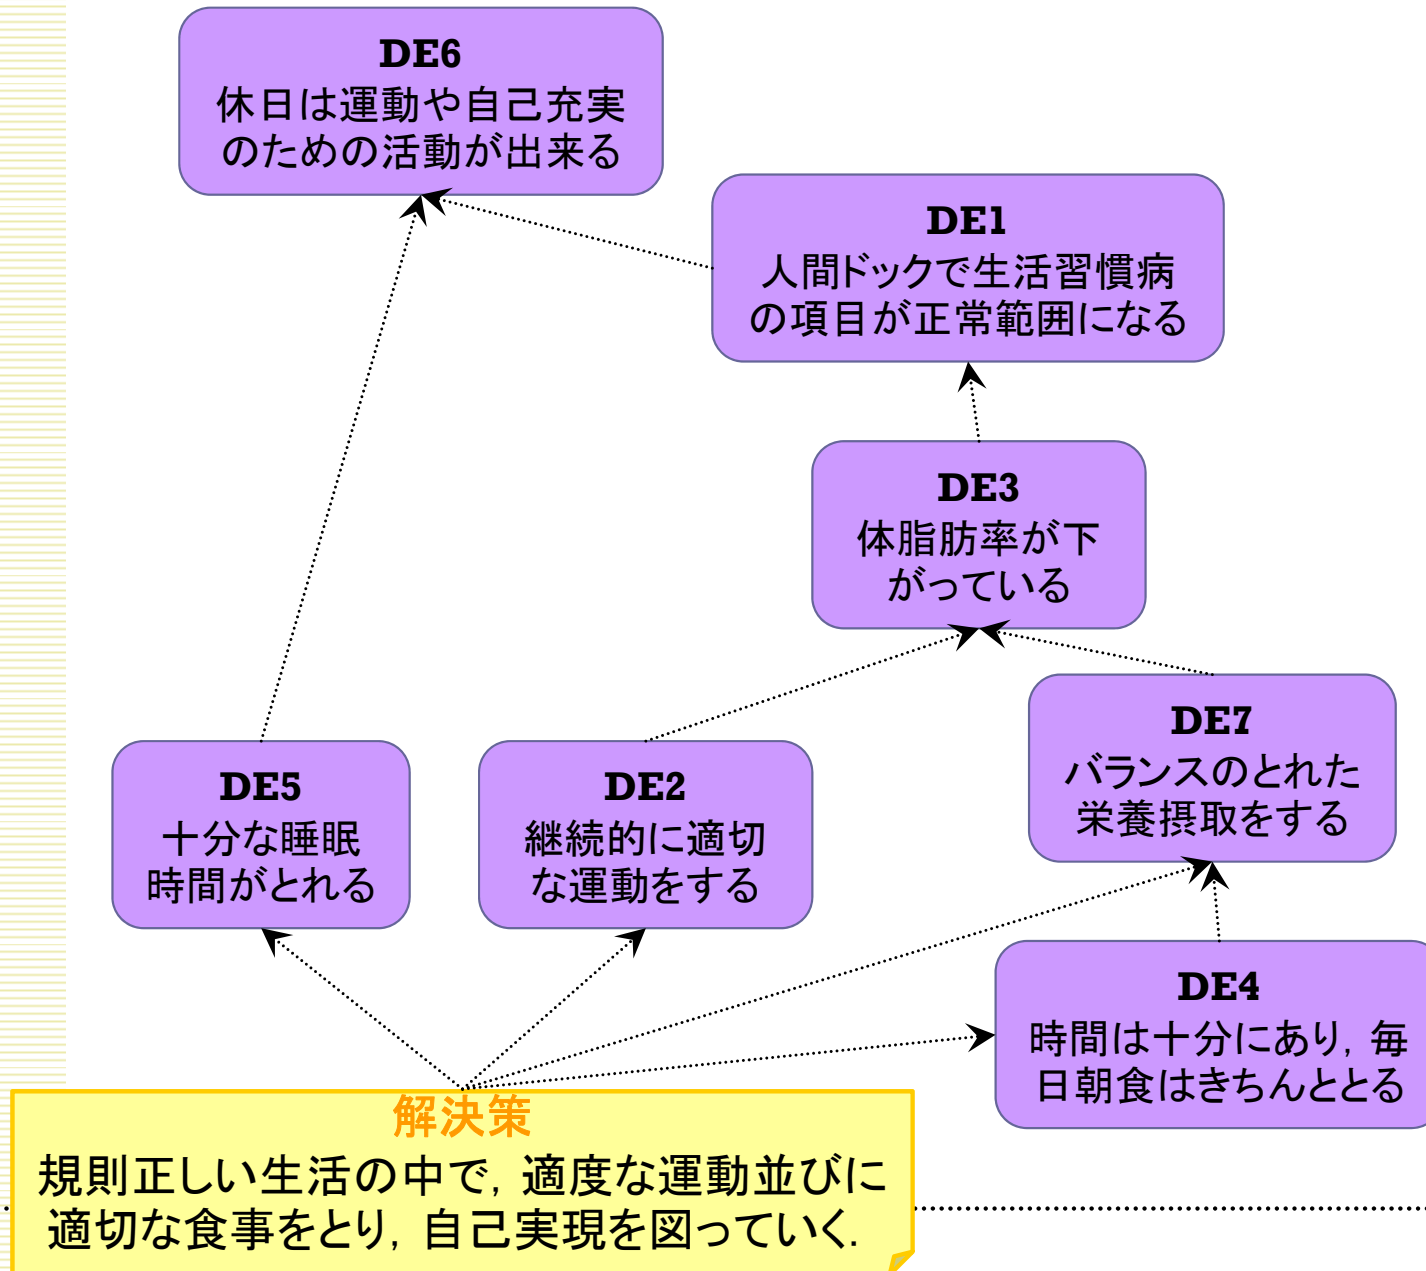 DE6
休日は運動や自己充実
のための活動が出来る
DE1
人間ドックで生活習慣病
の項目が正常範囲になる
DE3
体脂肪率が下
がっている
DE7
バランスのとれた
栄養摂取をする
DE5
十分な睡眠
時間がとれる
DE2
継続的に適切
な運動をする
DE4
時間は十分にあり, 毎
日朝食はきちんととる
解決策
規則正しい生活の中で, 適度な運動並びに
適切な食事をとり, 自己実現を図っていく.